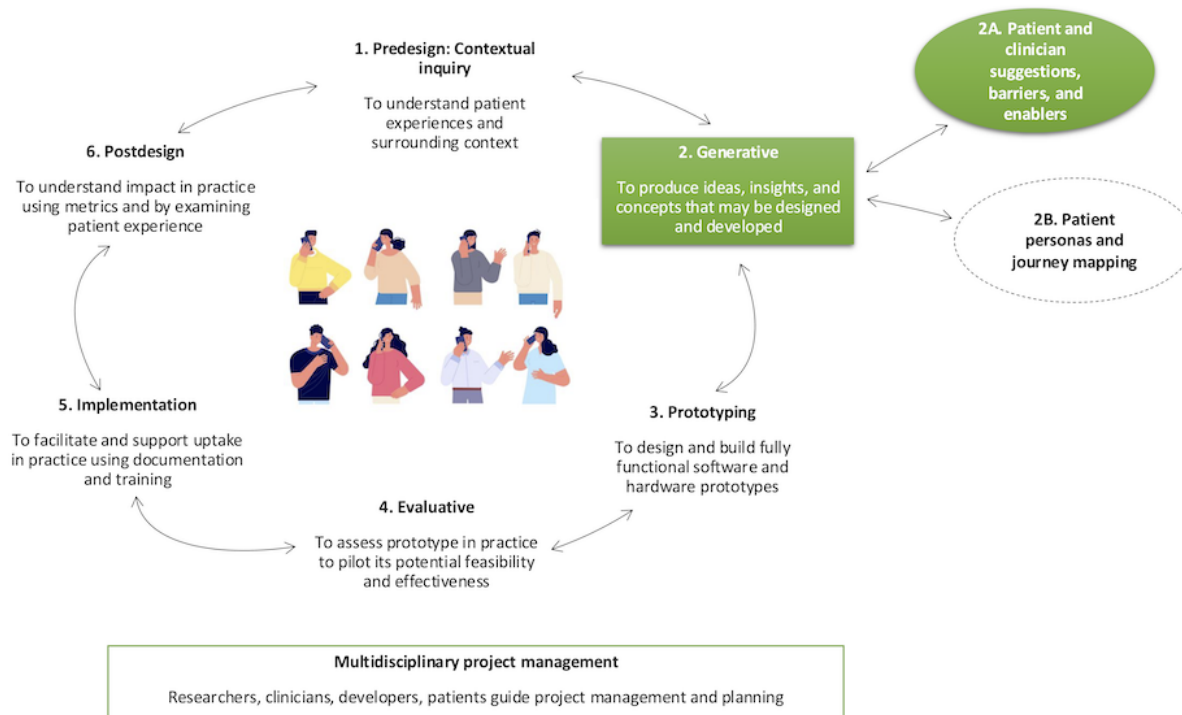 1. Predesign: Contextual
inquiry
To understand patient
experiences and
surrounding context
2A. Patient and
clinician
suggestions,
barriers, and
enablers
2. Generative
To produce ideas, insights, and
concepts that may be designed
and developed
2B. Patient
personas and
journey mapping
3. Prototyping
To design and build fully
functional software and
hardware prototypes
4. Evaluative
To assess prototype in practice
to pilot its potential feasibility
and effectiveness
5. Implementation
To facilitate and support uptake
in practice using documentation
and training
6. Postdesign
To understand impact in practice
using metrics and by examining
patient experience
Multidisciplinary project management
Researchers, clinicians, developers, patients guide project management and planning